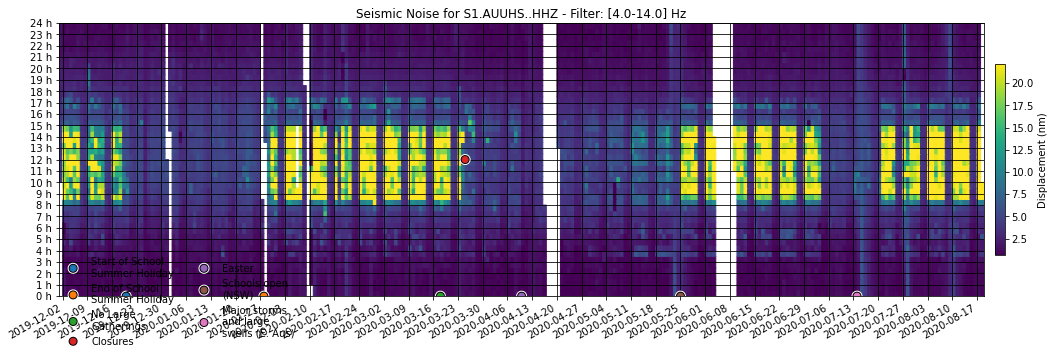 Seismic Noise for S1.AUUHS..HHZ - Filter: [4.0-14.0] Hz
24 h
23 h
22 h
21 h
20 h
19 h
18 h
17 h
16 h
15 h
14 h
13 h
12 h
11 h
10 h
9 h
8 h
7 h
6 h
5 h
4 h
3 h
2 h
1 h
0 h
20.0
17.5
15.0
12.5
10.0
7.5
5.0
2.5
Displacement (nm)
Start of School
Summer Holiday
End of School
Summer Holiday
No Large
Gatherings
Closures
Easter
Schools open
(NSW)
Major storms
and large
swells (E. Aus)
2019-12-02
2019-12-30
2020-01-06
2020-01-13
2020-02-10
2020-02-17
2020-02-24
2020-03-02
2020-03-09
2020-03-16
2020-03-23
2020-03-30
2020-04-06
2020-04-13
2020-04-20
2020-04-27
2020-05-04
2020-05-11
2020-05-18
2020-05-25
2020-06-01
2020-06-08
2020-06-15
2020-06-22
2020-06-29
2020-07-06
2020-07-13
2020-07-20
2020-07-27
2020-08-03
2020-08-10
2020-08-17